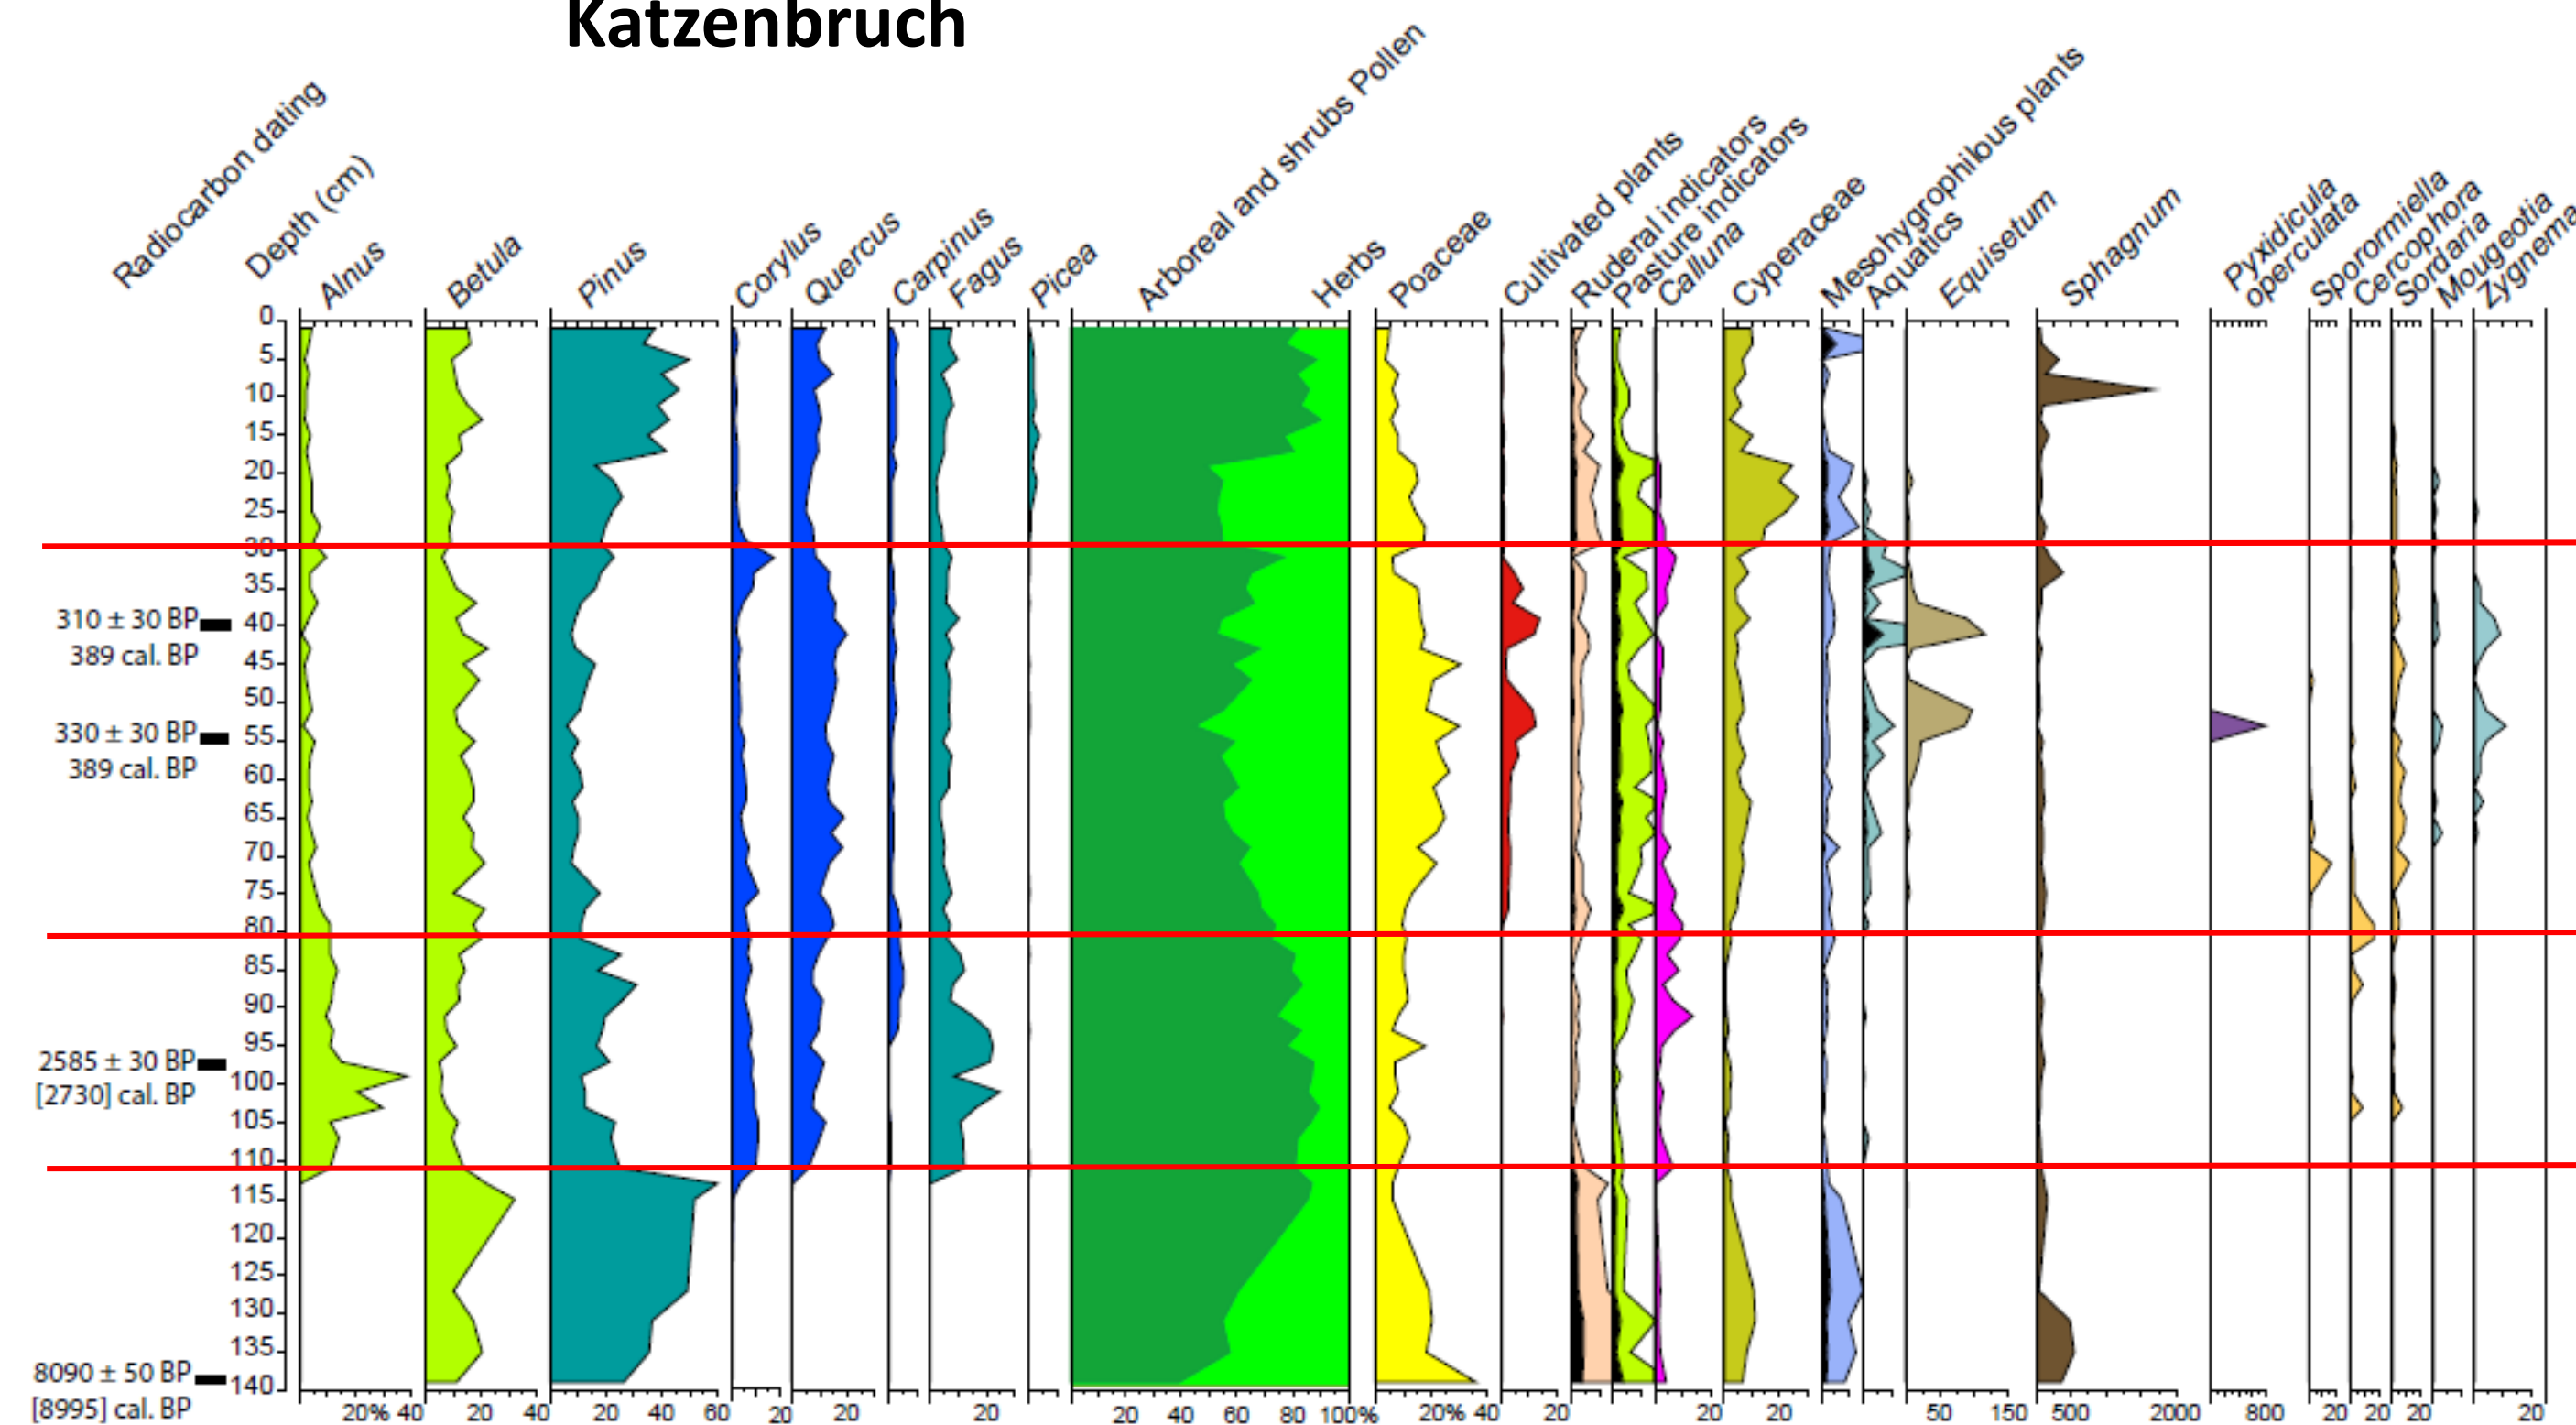 Katzenbruch
Radiocarbon dating
Depth (cm)
Alnus
Betula
Pinus
Corylus
Quercus
Carpinus
Fagus
Picea
Arboreal and shrubs Pollen
Herbs
Poaceae
Cultivated plants
Ruderal indicators
Pasture indicators
Calluna
Cyperaceae
Mesohygrophilous plants
Aquatics
Equisetum
Sphagnum
Pyxidicula
operculata
Sporormiella
Cercophora
Sordaria
Mougeotia
Zygnema
0
5
10
15
20
25
30
35
310 ± 30 BP 40
389 cal. BP 45
50
330 ± 30 BP 55
389 cal. BP 60
65
70
75
80
85
90
95
2585 ± 30 BP 100
[2730] cal. BP
105
110
115
120
125
130
135
8090 ± 50 BP 140
[8995] cal. BP
20% 40 20 40 20 40 60 20 20 20 20 40 60 80 100% 20% 40 20 20 20 50 150 500 2000 800 20 20 20 20